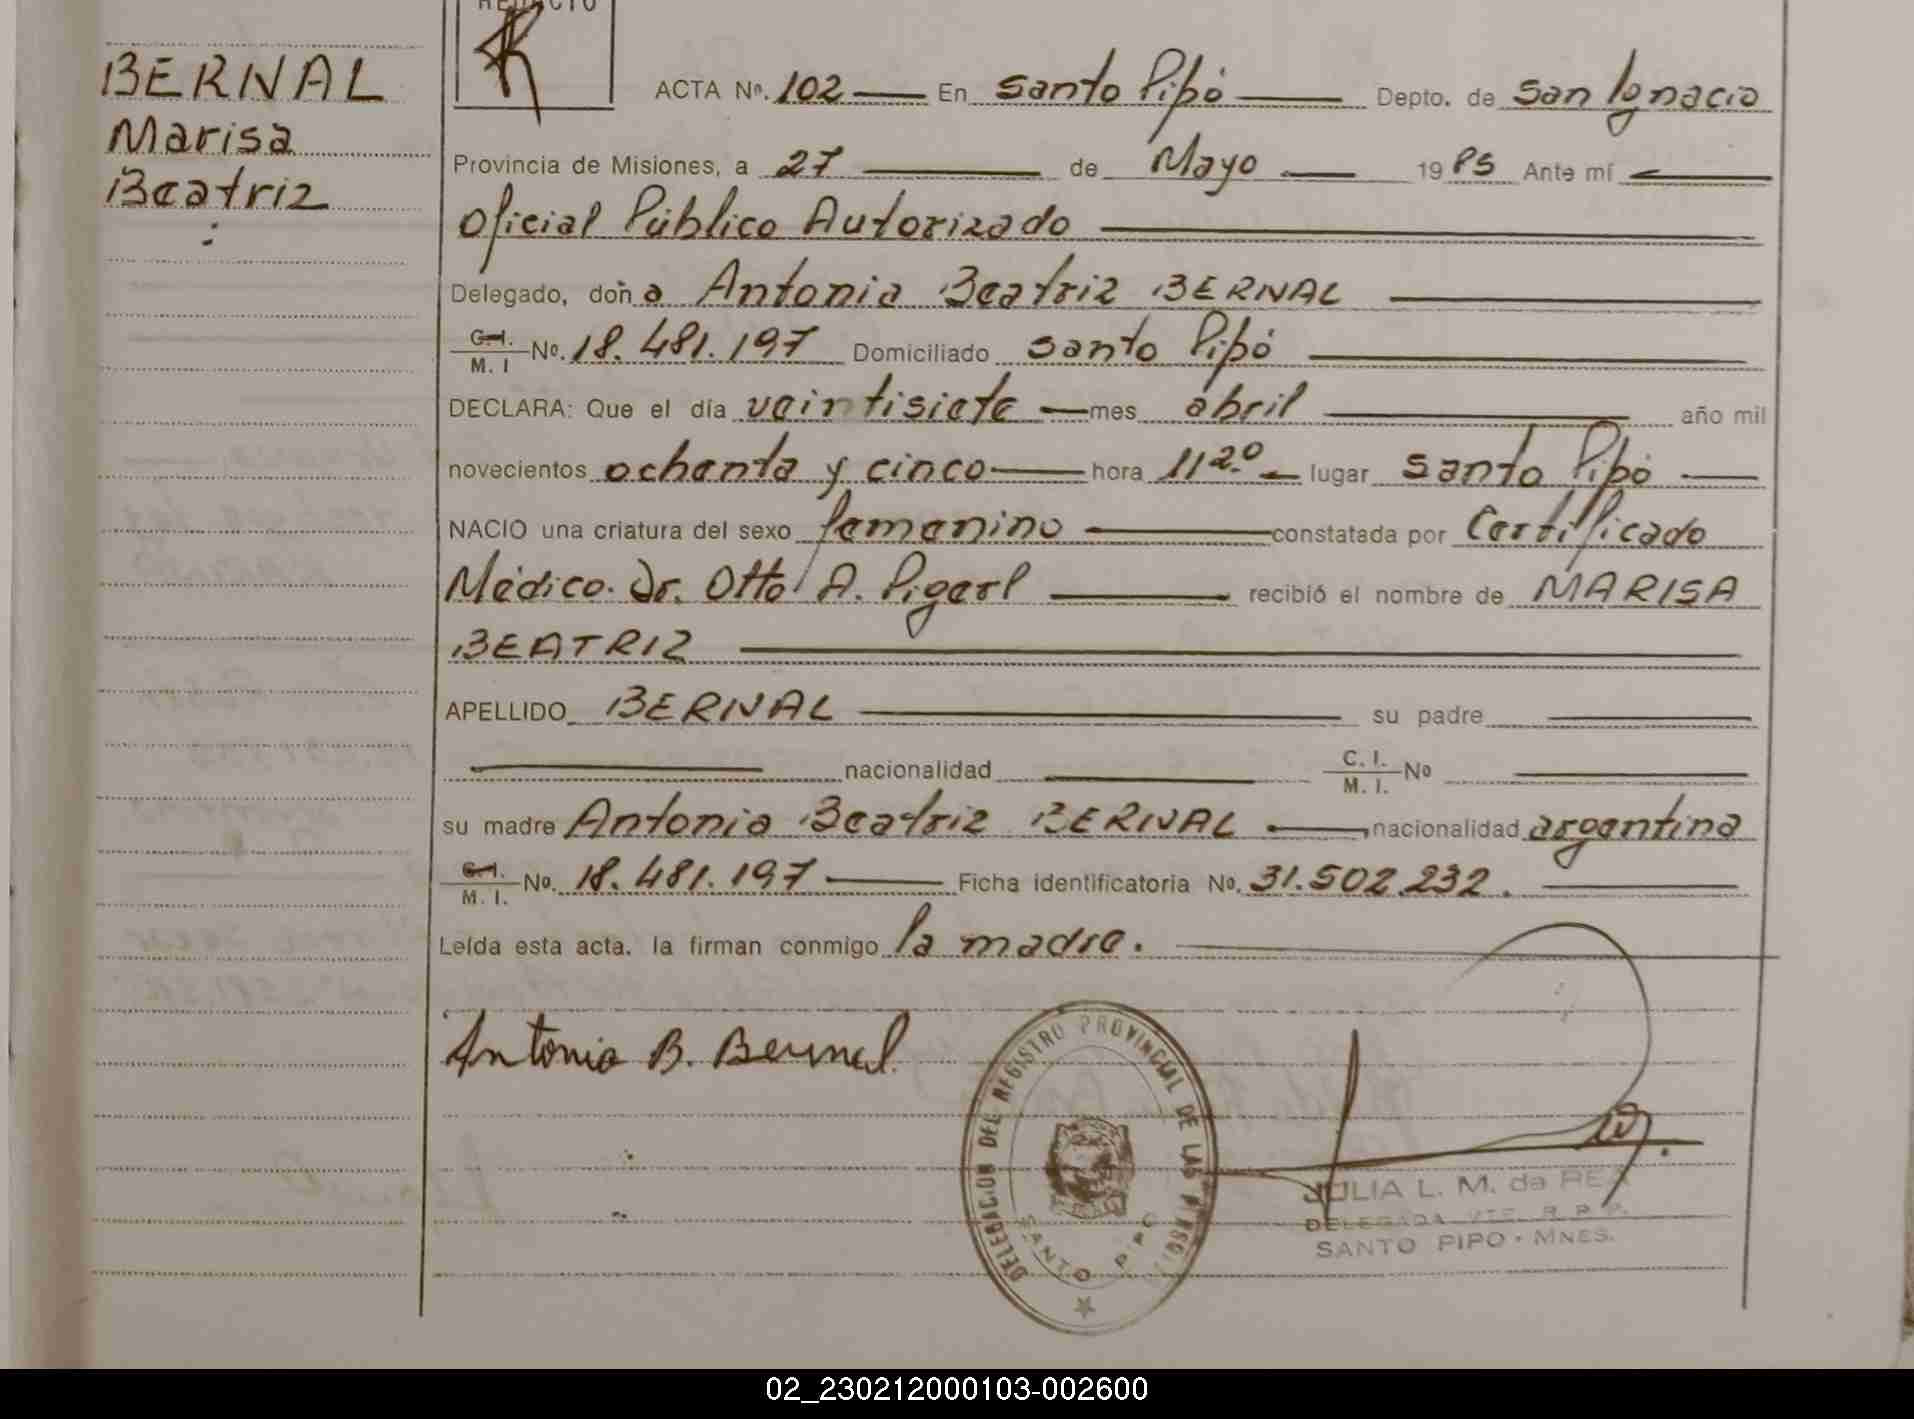 REDACTO
BERNAL
Marisa
Beatriz
ACTA Nº. 102 En Santo Pipó Depto. de San Ignacio
Provincia de Misiones, a 27 de Mayo 1985 Ante mí
Oficial Público Autorizado
Delegado, doña Antonia Beatriz BERNAL
C.I. / M.I No. 18.481.197 Domiciliado Santo Pipó
DECLARA: Que el día veintisiete mes abril año mil
novecientos ochenta y cinco hora 11 20 lugar Santo Pipó
NACIO una criatura del sexo femenino constatada por Certificado
Médico. Dr. Otto A. Pigerl recibió el nombre de MARISA
BEATRIZ
APELLIDO BERNAL su padre
nacionalidad C. I. / M. I. No
su madre Antonia Beatriz BERNAL, nacionalidad argentina
C.I. / M. I. No. 18.481.197 Ficha identificatoria No. 31.502.232.
Leída esta acta, la firman conmigo la madre.
Antonia B. Bernal
DELEGACION DEL REGISTRO PROVINCIAL DE LAS PERSONAS
SANTO PIPO
JULIA L. M. de REA
DELEGADA R. P. P.
SANTO PIPO - MNES.
02_230212000103-002600